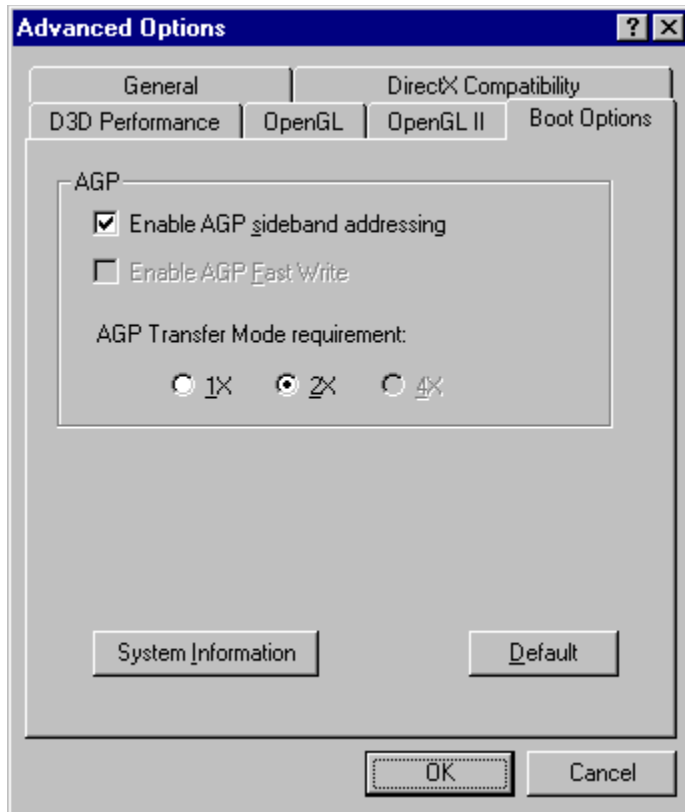 Advanced Options
General DirectX Compatibility
D3D Performance OpenGL OpenGL II Boot Options
AGP
Enable AGP sideband addressing
Enable AGP Fast Write
AGP Transfer Mode requirement:
1X 2X 4X
System Information Default
OK Cancel